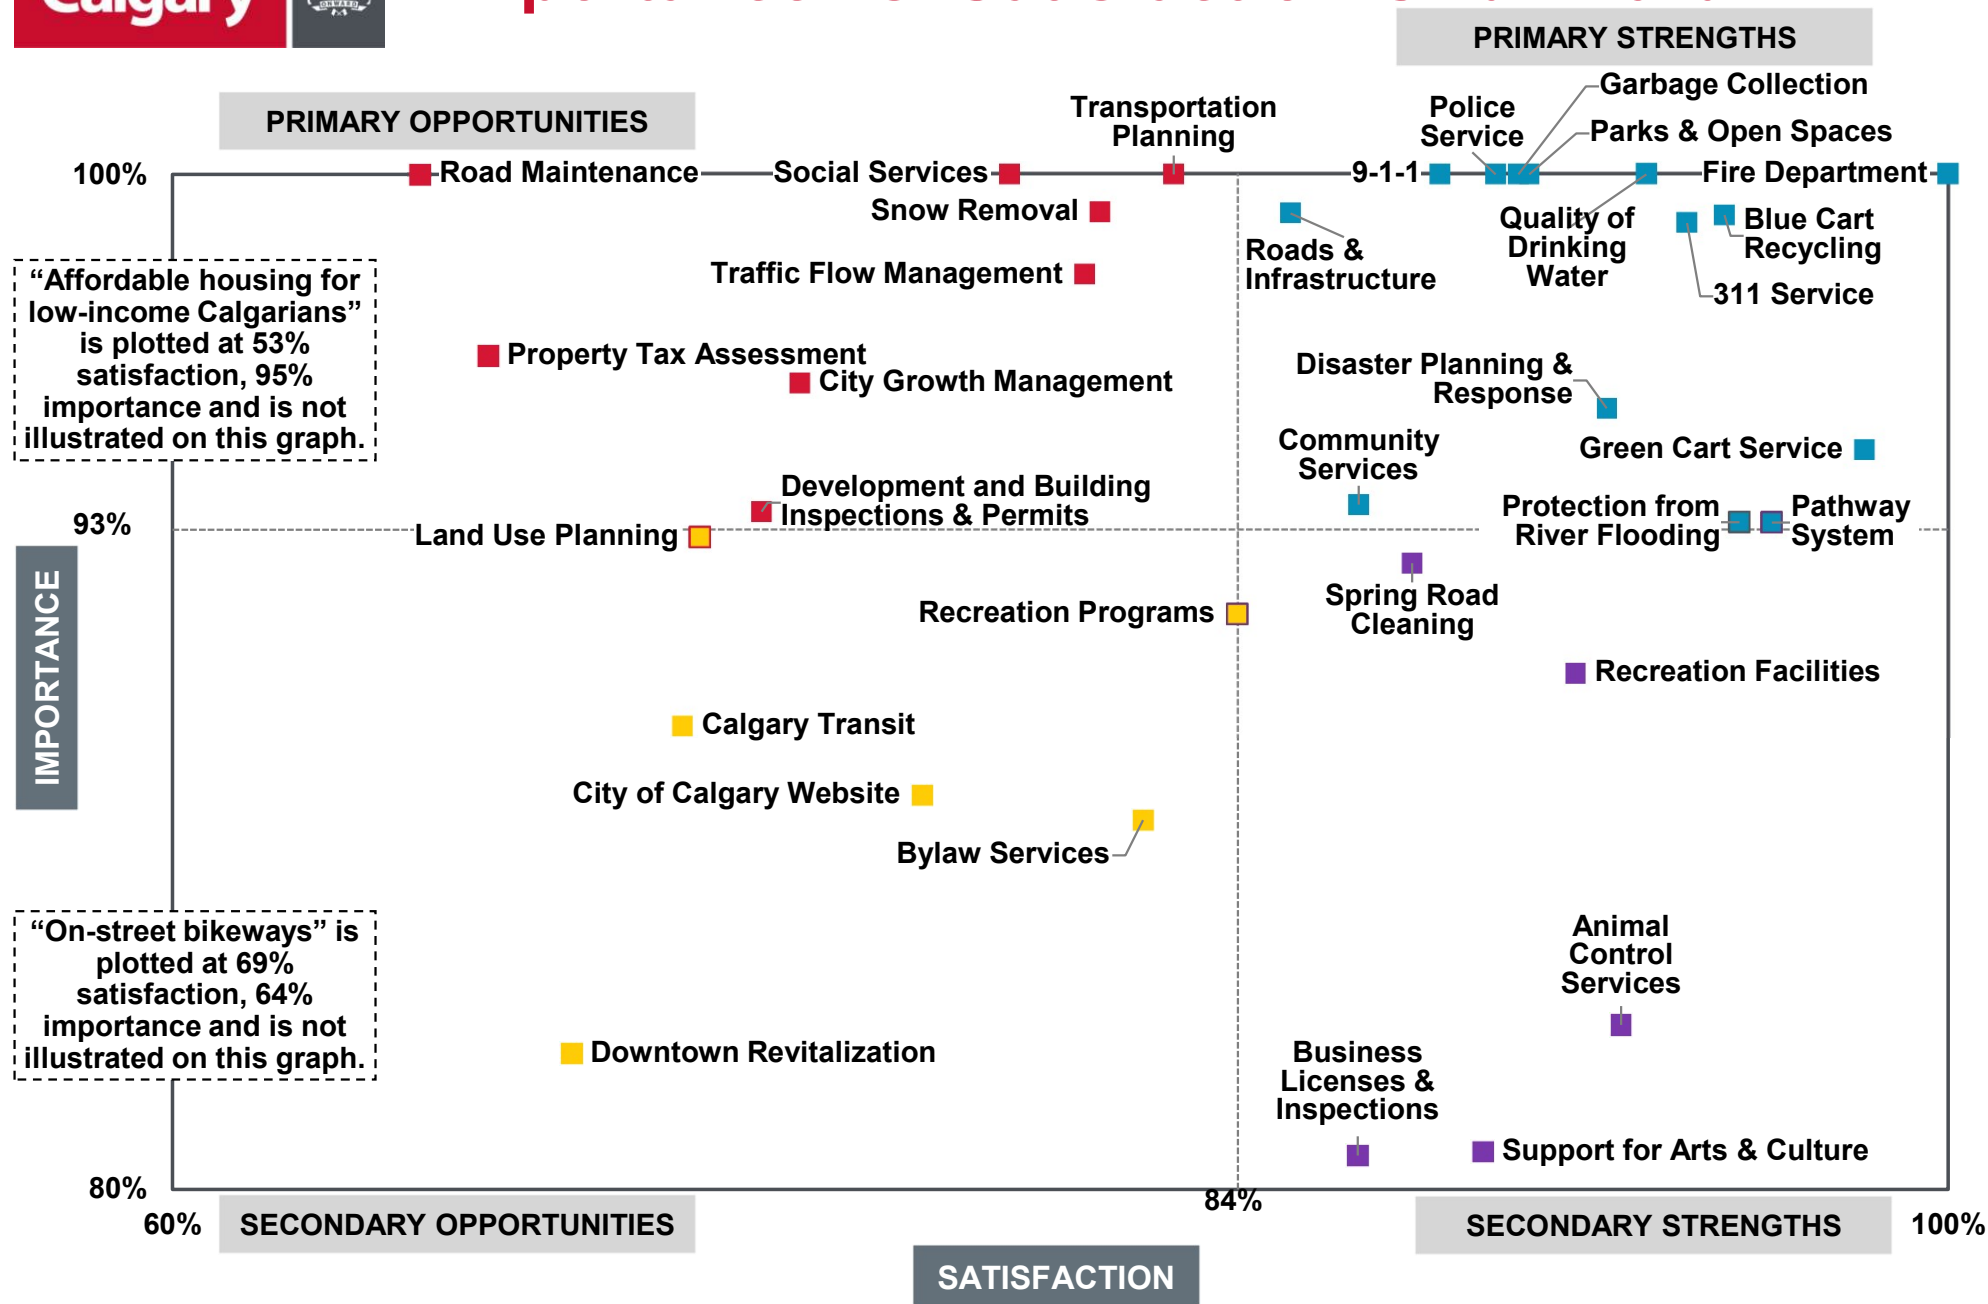 Calgary
ONWARD
PRIMARY STRENGTHS
PRIMARY OPPORTUNITIES
Garbage Collection
Transportation
Planning
Police
Service
Parks & Open Spaces
100%
Road Maintenance
Social Services
9-1-1
Fire Department
Snow Removal
Roads &
Infrastructure
Quality of
Drinking
Water
Blue Cart
Recycling
311 Service
Traffic Flow Management
“Affordable housing for
low-income Calgarians”
is plotted at 53%
satisfaction, 95%
importance and is not
illustrated on this graph.
Property Tax Assessment
City Growth Management
Disaster Planning &
Response
Community
Services
Green Cart Service
Development and Building
Inspections & Permits
Protection from
River Flooding
Pathway
System
93%
Land Use Planning
IMPORTANCE
Spring Road
Cleaning
Recreation Programs
Recreation Facilities
Calgary Transit
City of Calgary Website
Bylaw Services
“On-street bikeways” is
plotted at 69%
satisfaction, 64%
importance and is not
illustrated on this graph.
Animal
Control
Services
Downtown Revitalization
Business
Licenses &
Inspections
Support for Arts & Culture
80%
84%
60%
SECONDARY OPPORTUNITIES
SECONDARY STRENGTHS
100%
SATISFACTION